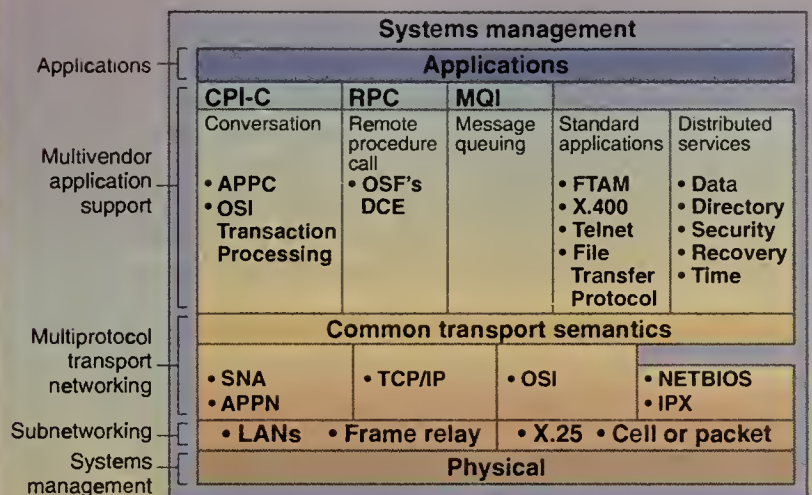 Systems management
Applications
Applications
CPI-C
RPC
MQI
Multivendor
application
support
Conversation
• APPC
• OSI
Transaction
Processing
Remote
procedure
call
• OSF's
DCE
Message
queuing
Standard
applications
• FTAM
• X.400
• Telnet
• File
Transfer
Protocol
Distributed
services
• Data
• Directory
• Security
• Recovery
• Time
Multiprotocol
transport
networking
Common transport semantics
• SNA
• APPN
• TCP/IP
• OSI
• NETBIOS
• IPX
Subnetworking
• LANs • Frame relay • X.25 • Cell or packet
Systems
management
Physical